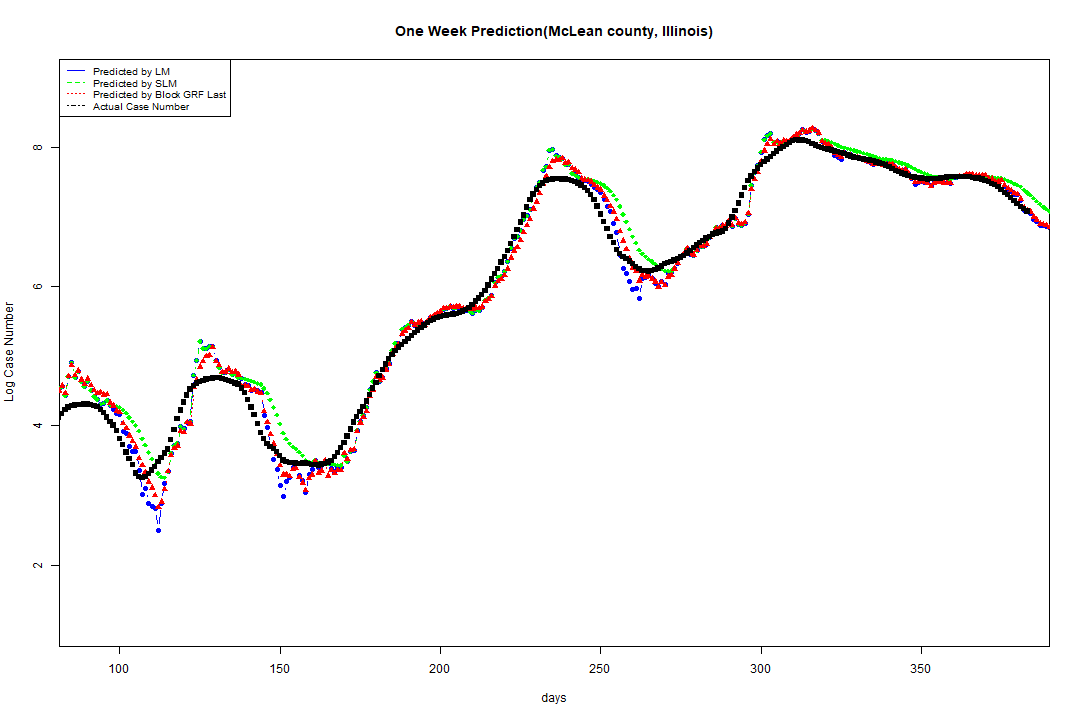 One Week Prediction(McLean county, Illinois)
Predicted by LM
Predicted by SLM
Predicted by Block GRF Last
Actual Case Number
Log Case Number
8
6
4
2
100 150 200 250 300 350
days